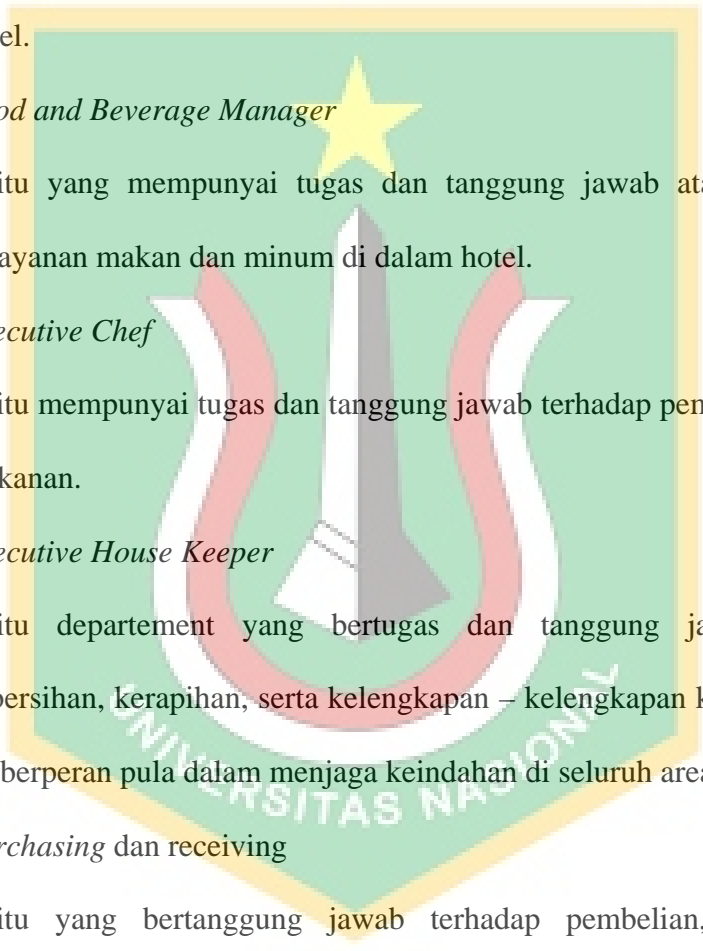 el.
od and Beverage Manager
itu yang mempunyai tugas dan tanggung jawab ata
ayanan makan dan minum di dalam hotel.
ecutive Chef
itu mempunyai tugas dan tanggung jawab terhadap pen
kanan.
ecutive House Keeper
itu departement yang bertugas dan tanggung ja
bersihan, kerapihan, serta kelengkapan – kelengkapan k
berperan pula dalam menjaga keindahan di seluruh area
rchasing dan receiving
itu yang bertanggung jawab terhadap pembelian,
UNIVERSITAS NASIONAL